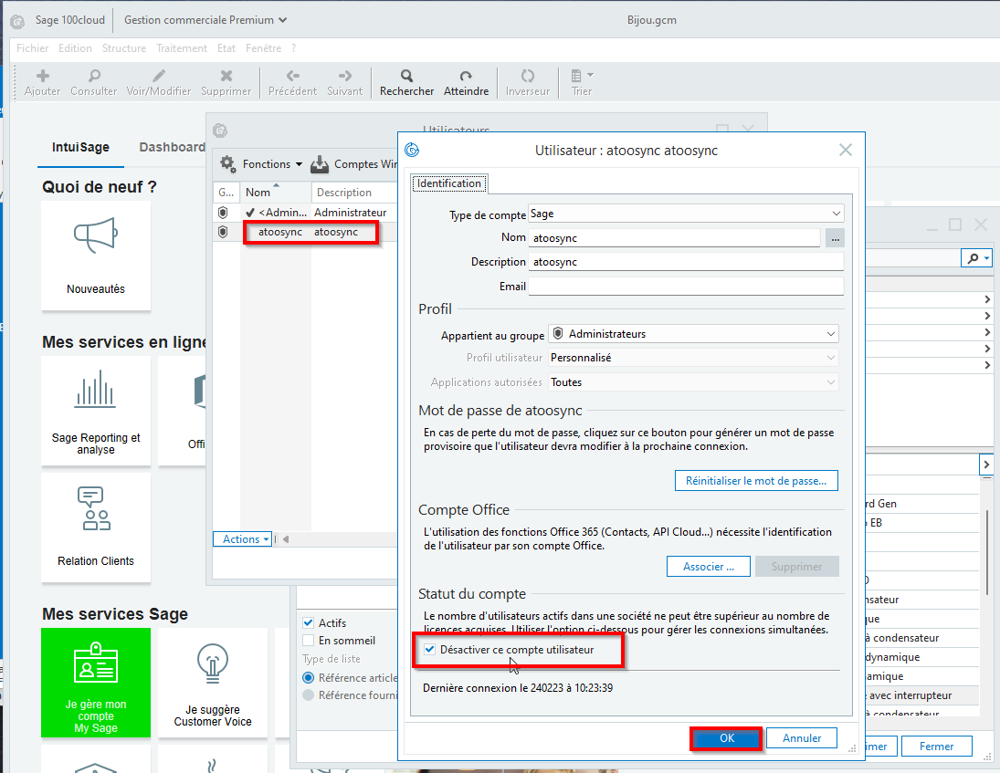 Sage 100cloud
Gestion commerciale Premium
Bijou.gcm
Fichier Edition Structure Traitement Etat Fenêtre ?
Ajouter Consulter Voir/Modifier Supprimer Précédent Suivant Rechercher Atteindre Inverseur Trier
IntuiSage Dashboard
Quoi de neuf ?
Nouveautés
Mes services en ligne
Sage Reporting et
analyse
Offi
Relation Clients
Mes services Sage
Je gère mon
compte
My Sage
Je suggère
Customer Voice
Utilisateurs
Fonctions
Comptes Win
G... Nom Description
<Admin... Administrateur
atoosync atoosync
Actions
Actifs
En sommeil
Type de liste
Référence article
Référence fourni
Utilisateur : atoosync atoosync
Identification
Type de compte Sage
Nom atoosync ...
Description atoosync
Email
Profil
Appartient au groupe Administrateurs
Profil utilisateur Personnalisé
Applications autorisées Toutes
Mot de passe de atoosync
En cas de perte du mot de passe, cliquez sur ce bouton pour générer un mot de passe
provisoire que l'utilisateur devra modifier à la prochaine connexion.
Réinitialiser le mot de passe...
Compte Office
L'utilisation des fonctions Office 365 (Contacts, API Cloud...) nécessite l'identification
de l'utilisateur par son compte Office.
Associer ... Supprimer
Statut du compte
Le nombre d'utilisateurs actifs dans une société ne peut être supérieur au nombre de
licences acquises. Utiliser l'option ci-dessous pour gérer les connexions simultanées.
Désactiver ce compte utilisateur
Dernière connexion le 240223 à 10:23:39
OK Annuler
rd Gen
EB
nsateur
que
à condensateur
dynamique
amique
avec interrupteur
à condensateur
imer Fermer